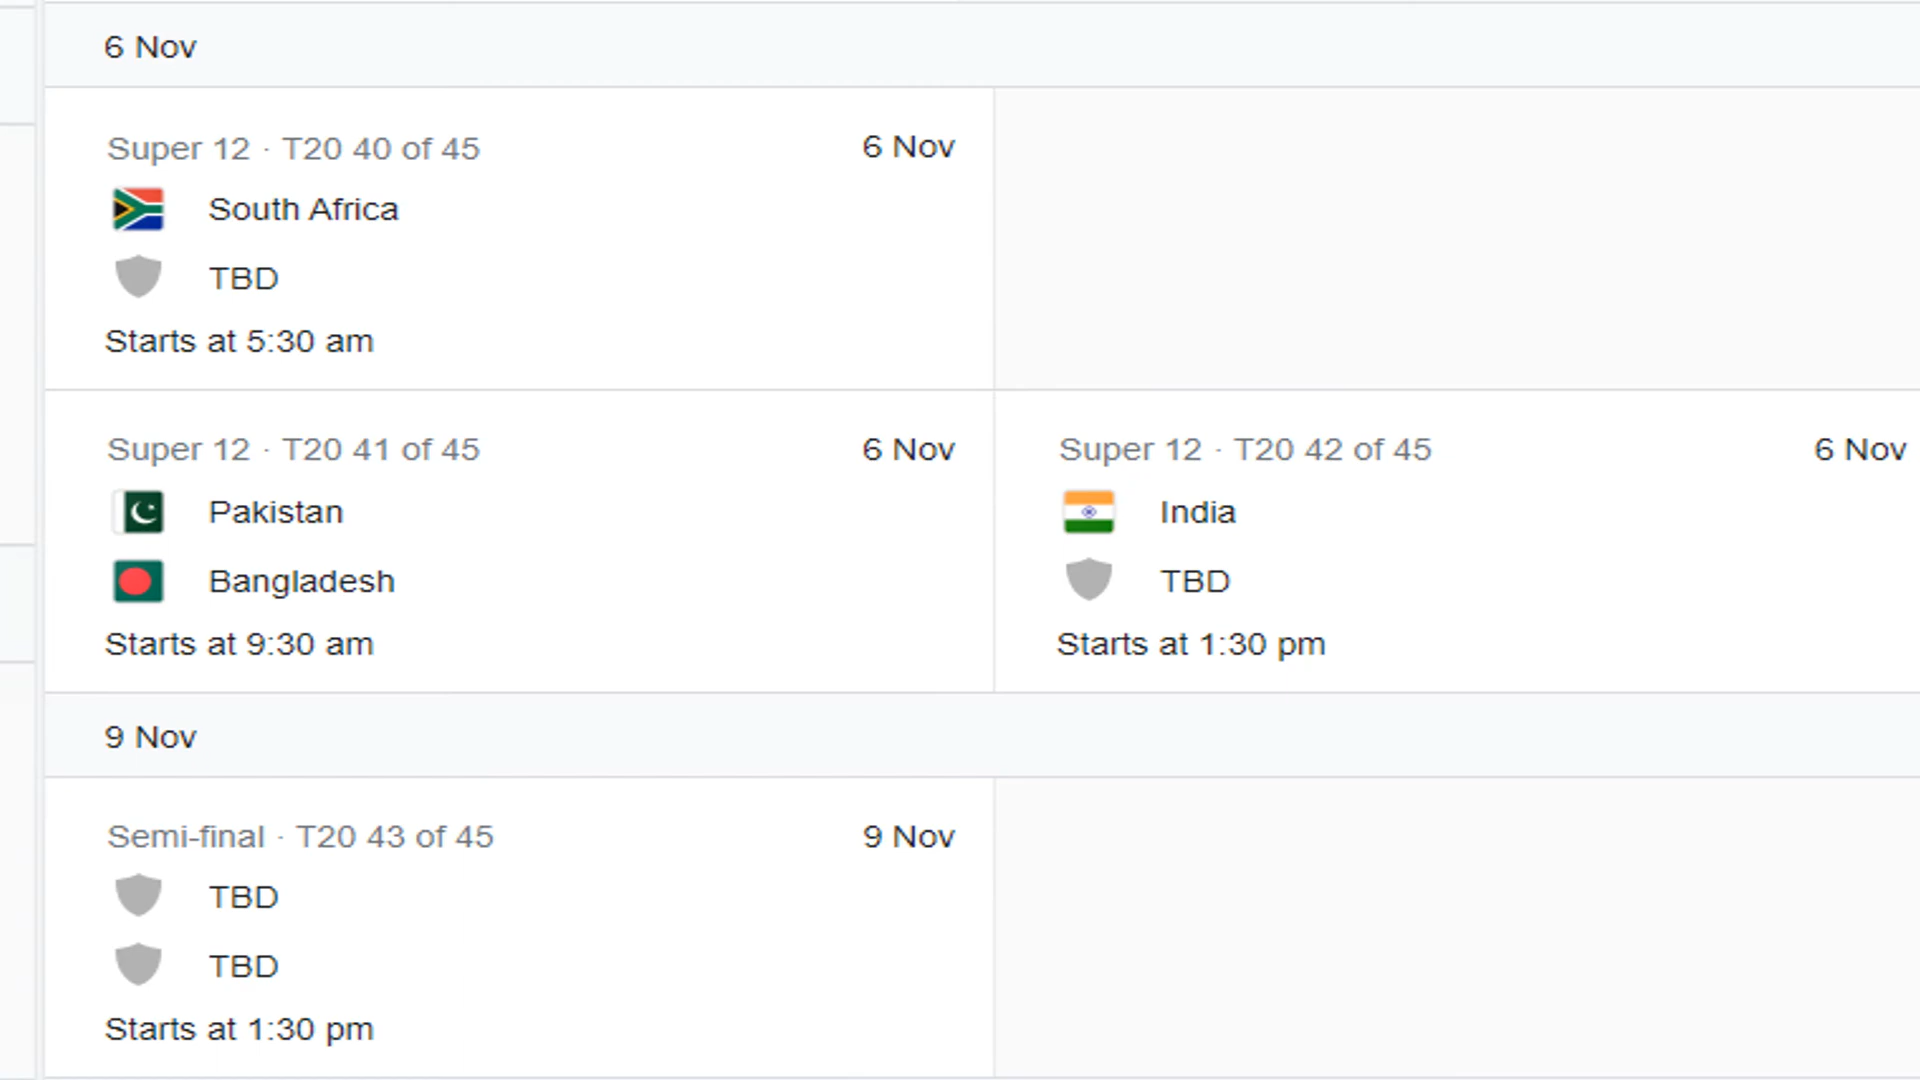 6 Nov
Super 12 · T20 40 of 45 6 Nov
South Africa
TBD
Starts at 5:30 am
Super 12 · T20 41 of 45 6 Nov
Pakistan
Bangladesh
Starts at 9:30 am
Super 12 · T20 42 of 45 6 Nov
India
TBD
Starts at 1:30 pm
9 Nov
Semi-final · T20 43 of 45 9 Nov
TBD
TBD
Starts at 1:30 pm